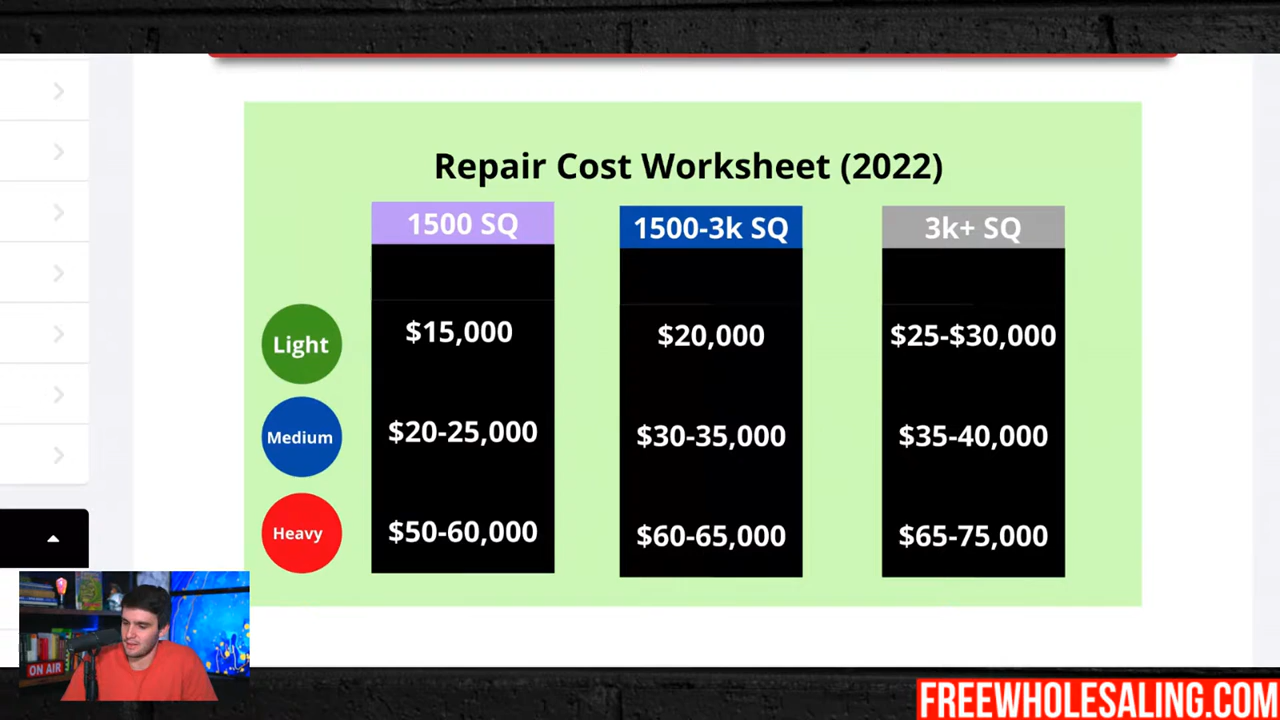 Repair Cost Worksheet (2022)
1500 SQ 1500-3k SQ 3k+ SQ
Light $15,000 $20,000 $25-$30,000
Medium $20-25,000 $30-35,000 $35-40,000
Heavy $50-60,000 $60-65,000 $65-75,000
ON AIR
FREEWHOLESALING.COM